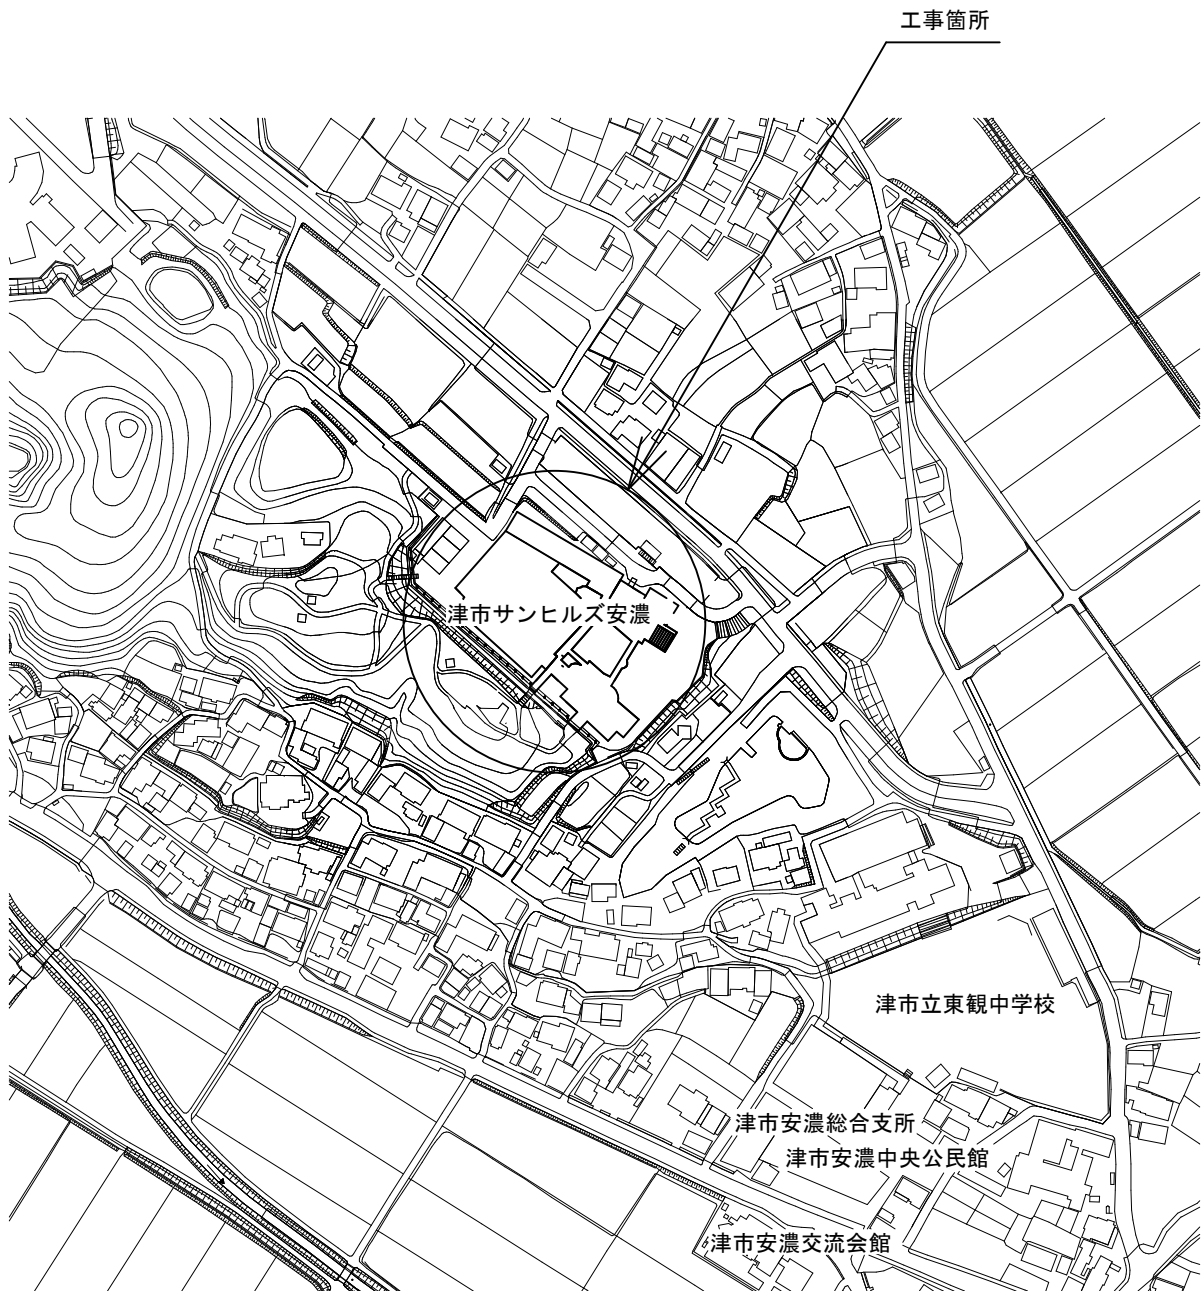 工事箇所
津市サンヒルズ安濃
津市立東観中学校
津市安濃総合支所
津市安濃中央公民館
津市安濃交流会館